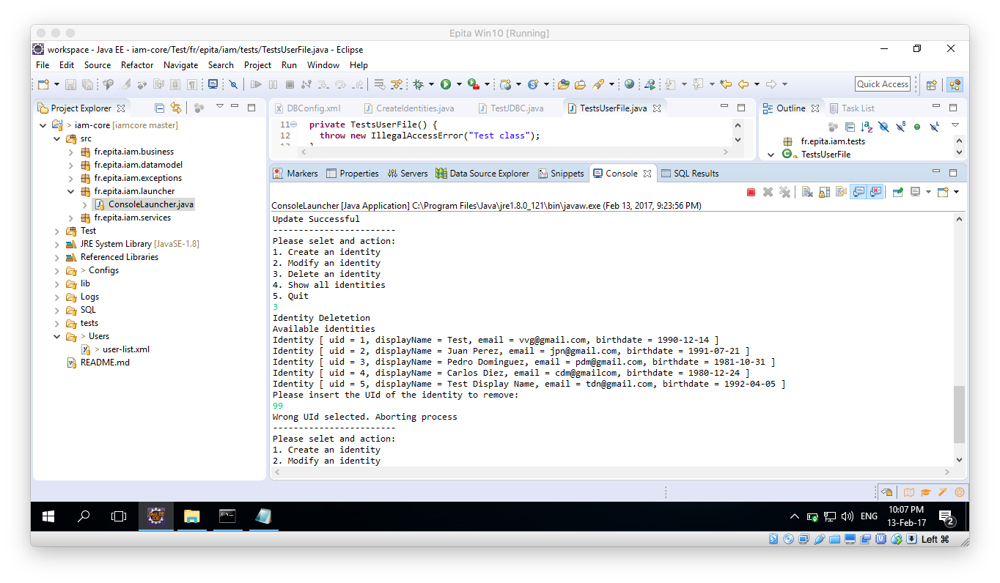 Epita Win10 [Running]
workspace - Java EE - iam-core/Test/fr/epita/iam/tests/TestsUserFile.java - Eclipse
File Edit Source Refactor Navigate Search Project Run Window Help
Quick Access
Project Explorer
> iam-core [iamcore master]
src
fr.epita.iam.business
fr.epita.iam.datamodel
fr.epita.iam.exceptions
fr.epita.iam.launcher
ConsoleLauncher.java
fr.epita.iam.services
Test
JRE System Library [JavaSE-1.8]
Referenced Libraries
> Configs
lib
Logs
SQL
tests
> Users
> user-list.xml
README.md
DBConfig.xml CreateIdentities.java TestJDBC.java TestsUserFile.java
11 private TestsUserFile() {
12 throw new IllegalAccessError("Test class");
Outline Task List
fr.epita.iam.tests
TestsUserFile
Markers Properties Servers Data Source Explorer Snippets Console SQL Results
ConsoleLauncher [Java Application] C:\Program Files\Java\jre1.8.0_121\bin\javaw.exe (Feb 13, 2017, 9:23:56 PM)
Update Successful
------------------------
Please selet and action:
1. Create an identity
2. Modify an identity
3. Delete an identity
4. Show all identities
5. Quit
3
Identity Deletetion
Available identities
Identity [ uid = 1, displayName = Test, email = vvg@gmail.com, birthdate = 1990-12-14 ]
Identity [ uid = 2, displayName = Juan Perez, email = jpn@gmail.com, birthdate = 1991-07-21 ]
Identity [ uid = 3, displayName = Pedro Dominguez, email = pdm@gmail.com, birthdate = 1981-10-31 ]
Identity [ uid = 4, displayName = Carlos Diez, email = cdm@gmailcom, birthdate = 1980-12-24 ]
Identity [ uid = 5, displayName = Test Display Name, email = tdn@gmail.com, birthdate = 1992-04-05 ]
Please insert the UId of the identity to remove:
99
Wrong UId selected. Aborting process
------------------------
Please selet and action:
1. Create an identity
2. Modify an identity
ENG
10:07 PM
13-Feb-17
2
Left ⌘